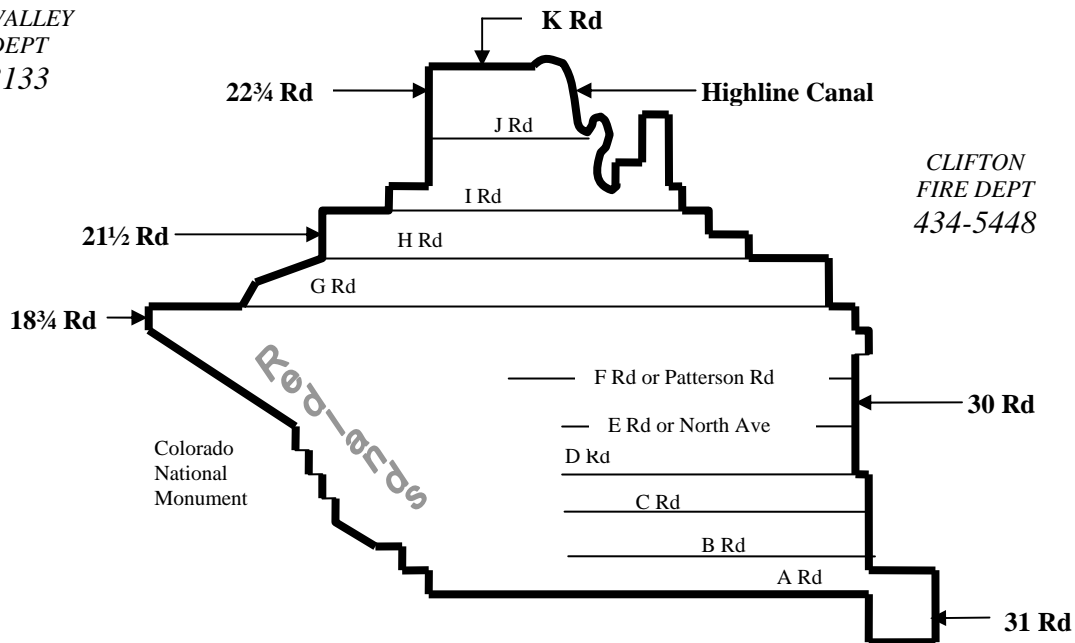 VALLEY
DEPT
K Rd
22¾ Rd
Highline Canal
J Rd
CLIFTON
FIRE DEPT
434-5448
I Rd
21½ Rd
H Rd
G Rd
18¾ Rd
Redlands
F Rd or Patterson Rd
30 Rd
E Rd or North Ave
Colorado
National
Monument
D Rd
C Rd
B Rd
A Rd
31 Rd